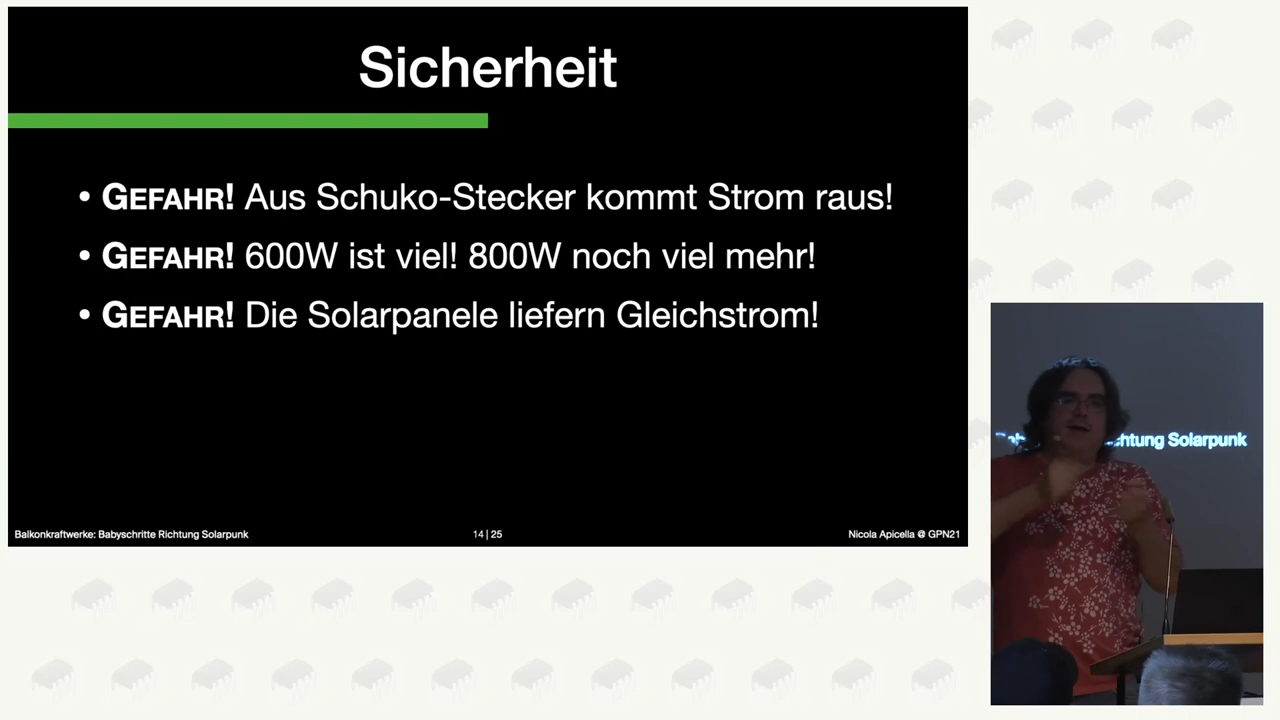 Sicherheit
• GEFAHR! Aus Schuko-Stecker kommt Strom raus!
• GEFAHR! 600W ist viel! 800W noch viel mehr!
• GEFAHR! Die Solarpanele liefern Gleichstrom!
Balkonkraftwerke: Babyschritte Richtung Solarpunk
14 | 25
Nicola Apicella @ GPN21
Solarpunk